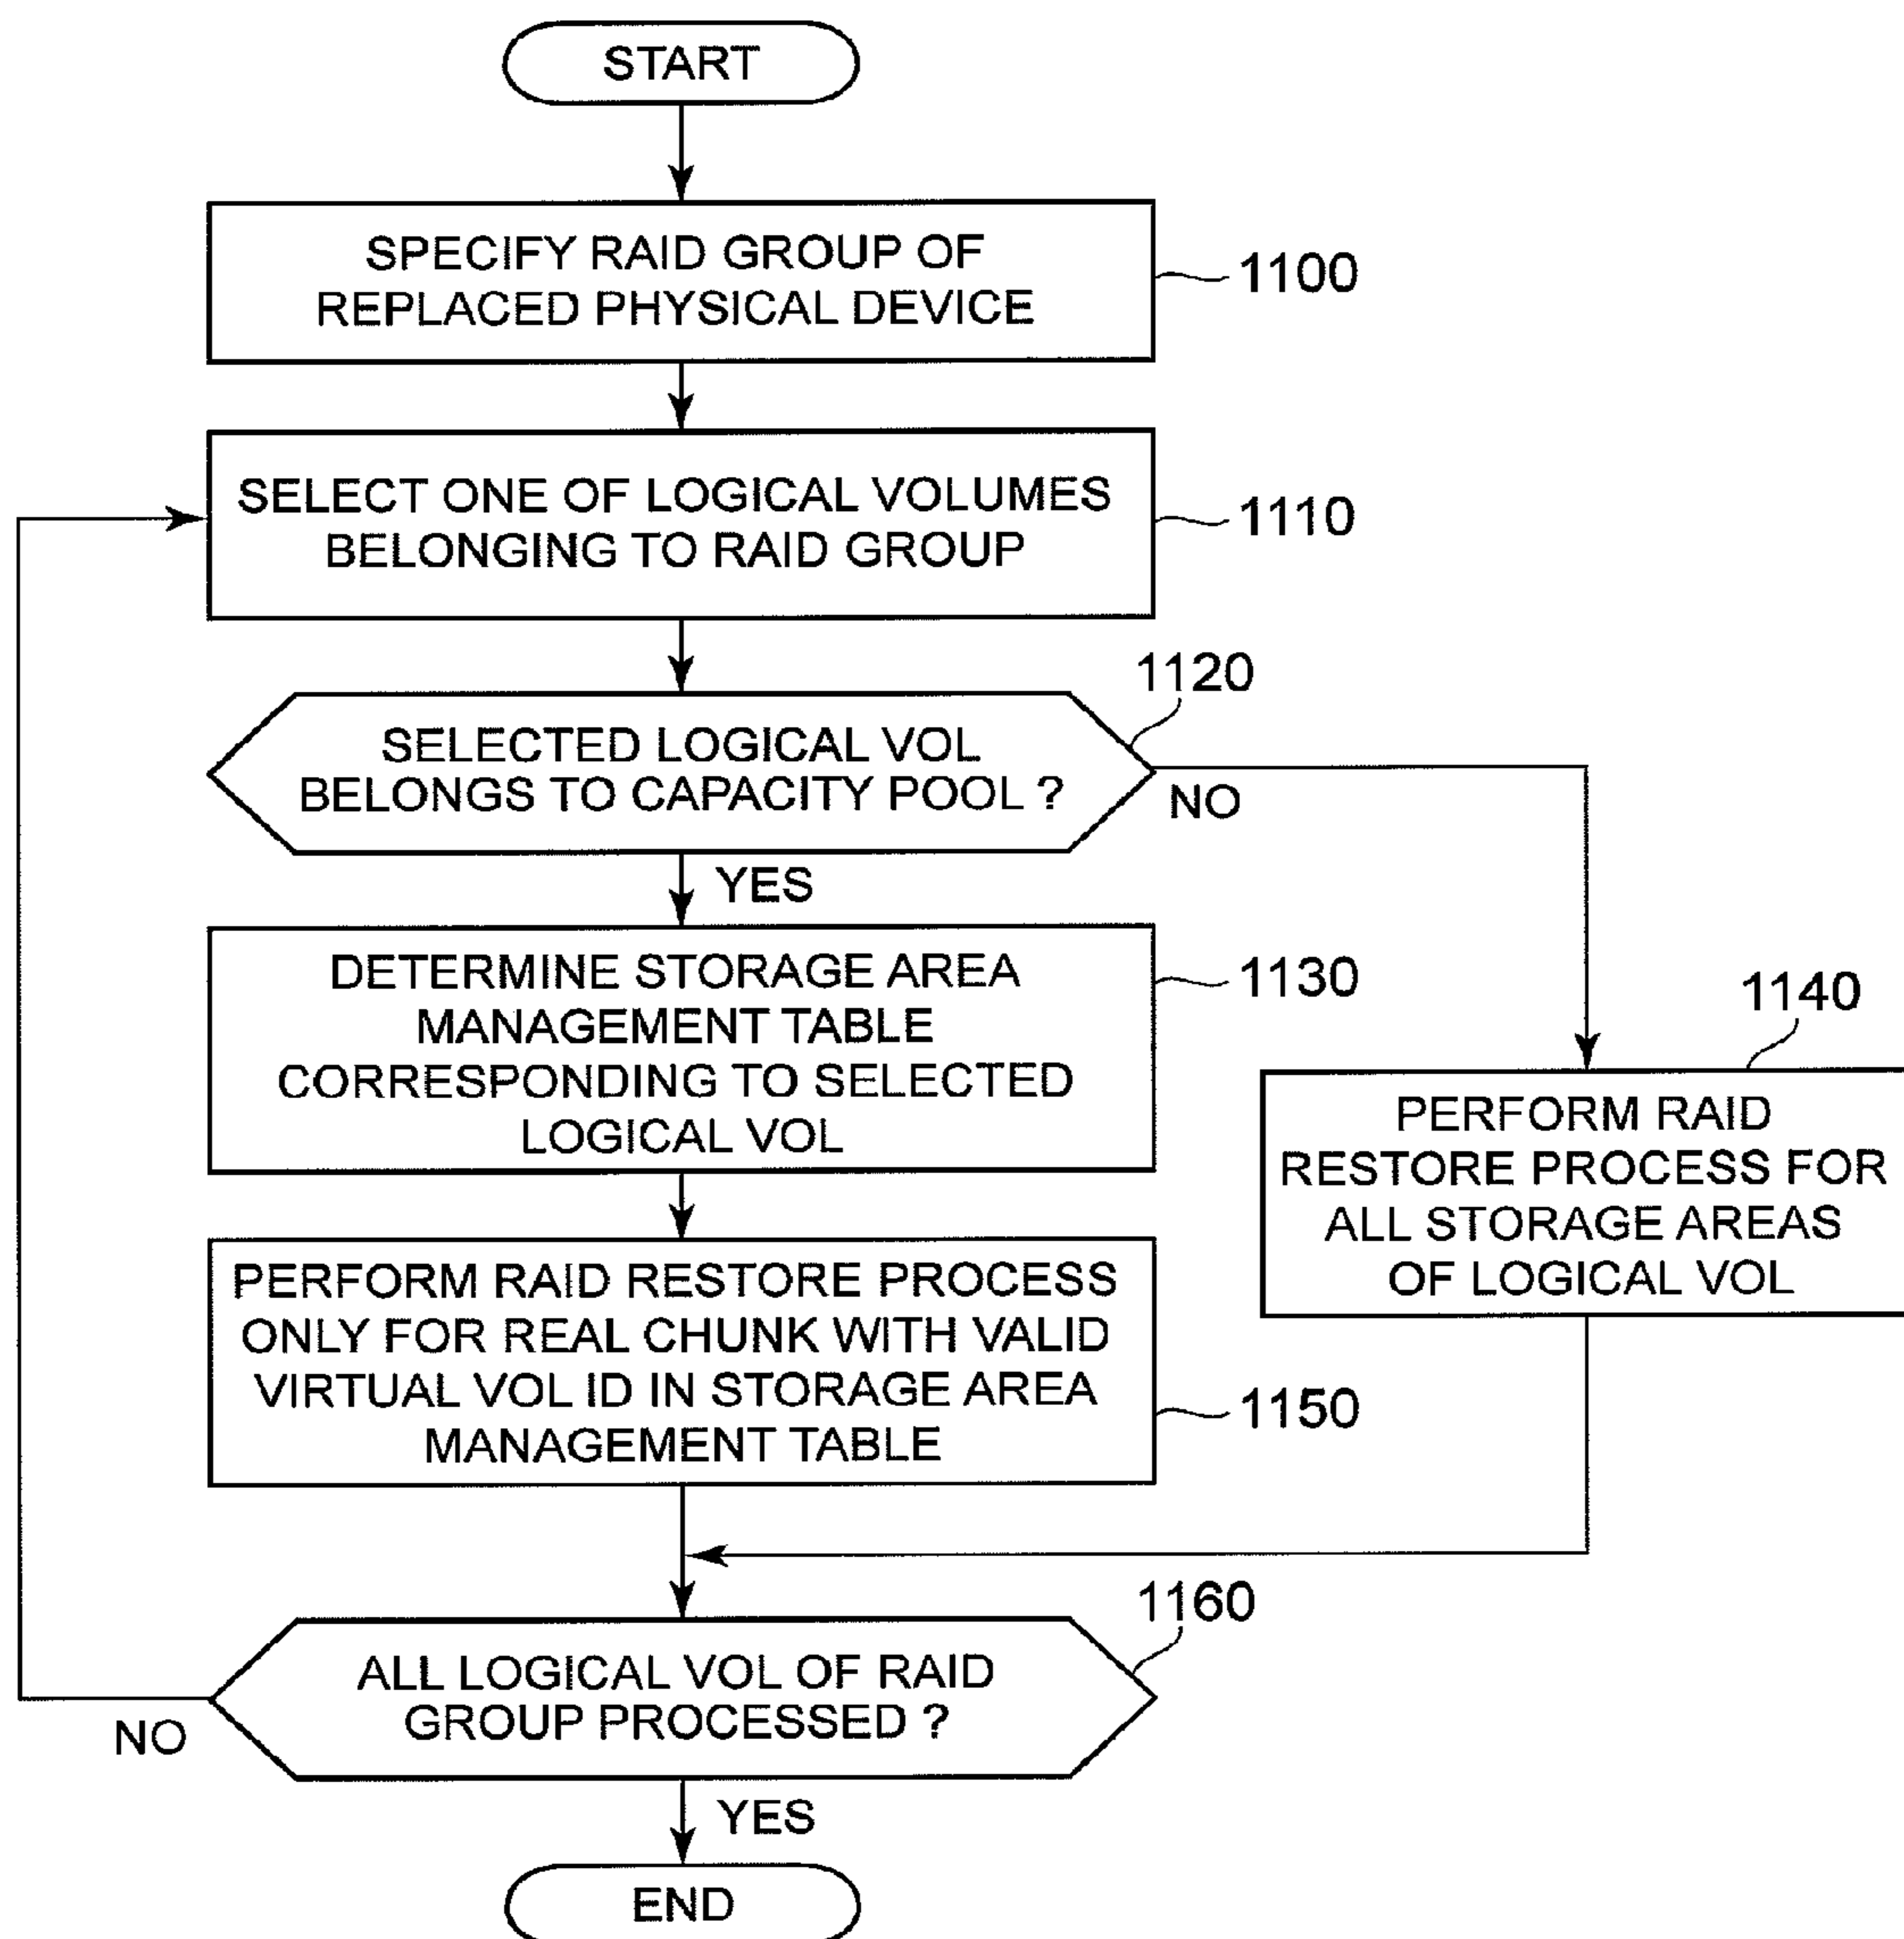 START
SPECIFY RAID GROUP OF
REPLACED PHYSICAL DEVICE
1100
SELECT ONE OF LOGICAL VOLUMES
BELONGING TO RAID GROUP
1110
1120
SELECTED LOGICAL VOL
BELONGS TO CAPACITY POOL ?
NO
YES
DETERMINE STORAGE AREA
MANAGEMENT TABLE
CORRESPONDING TO SELECTED
LOGICAL VOL
1130
1140
PERFORM RAID
RESTORE PROCESS FOR
ALL STORAGE AREAS
OF LOGICAL VOL
PERFORM RAID RESTORE PROCESS
ONLY FOR REAL CHUNK WITH VALID
VIRTUAL VOL ID IN STORAGE AREA
MANAGEMENT TABLE
1150
1160
ALL LOGICAL VOL OF RAID
GROUP PROCESSED ?
NO
YES
END